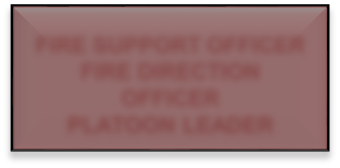 FIRE SUPPORT OFFICER
FIRE DIRECTION
OFFICER
PLATOON LEADER